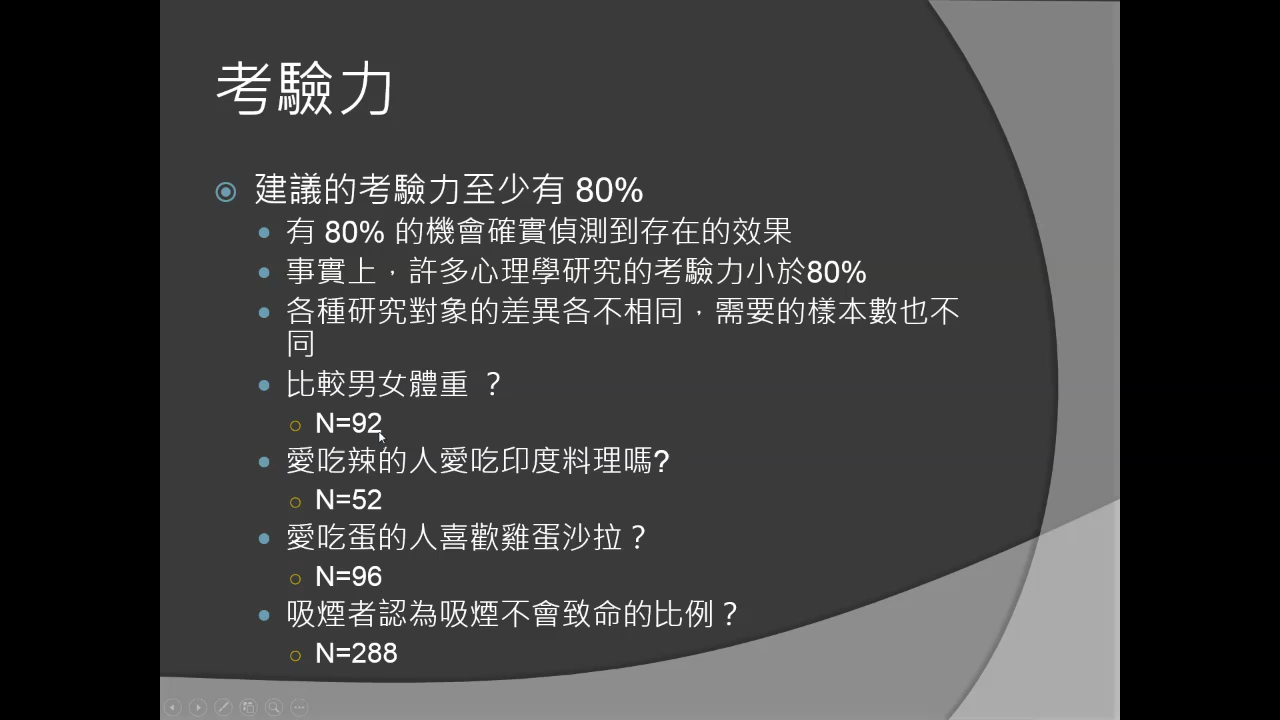 考驗力
建議的考驗力至少有 80%
有 80% 的機會確實偵測到存在的效果
事實上，許多心理學研究的考驗力小於80%
各種研究對象的差異各不相同，需要的樣本數也不
同
比較男女體重 ？
N=92
愛吃辣的人愛吃印度料理嗎?
N=52
愛吃蛋的人喜歡雞蛋沙拉？
N=96
吸煙者認為吸煙不會致命的比例？
N=288